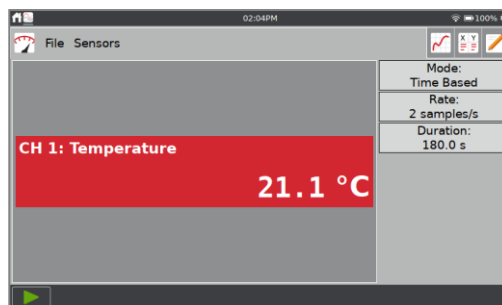 02:04PM
100%
File Sensors
X Y
Mode:
Time Based
Rate:
2 samples/s
Duration:
180.0 s
CH 1: Temperature
21.1 °C